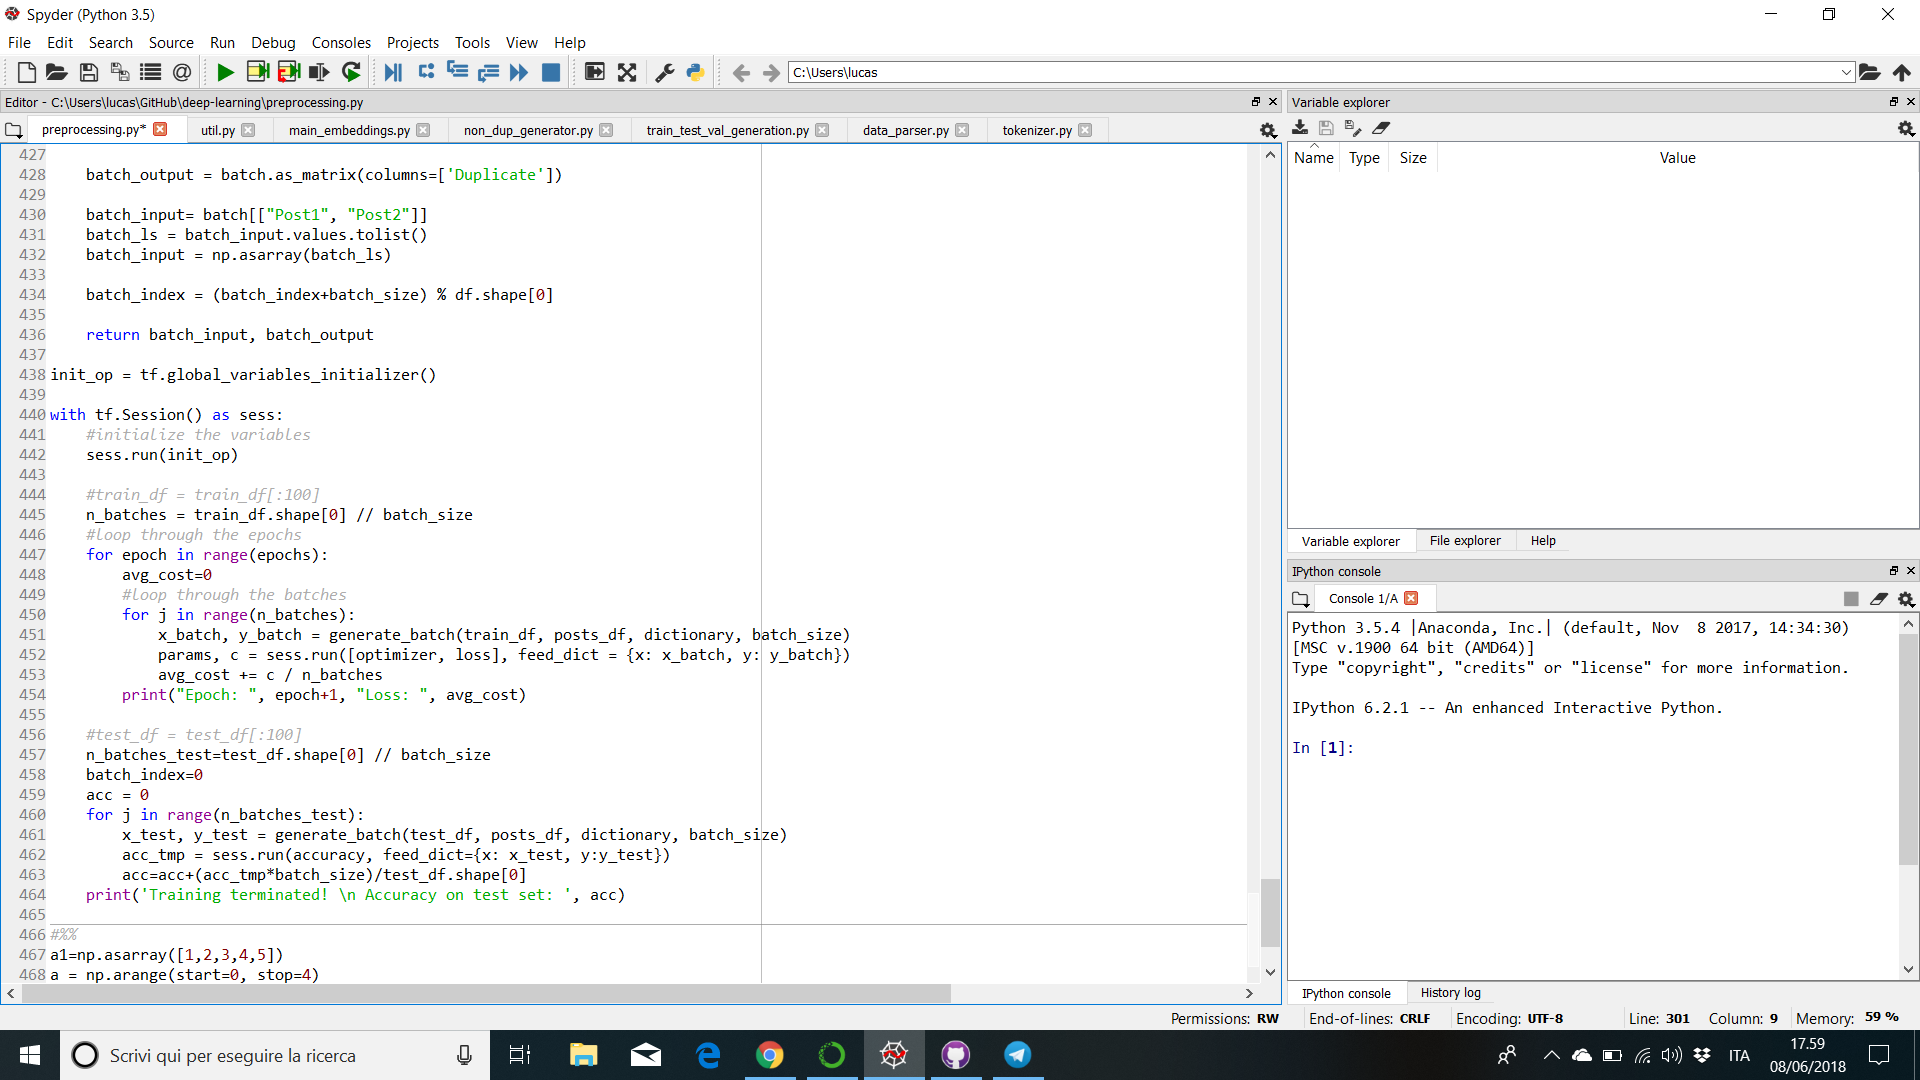 Spyder (Python 3.5)
File Edit Search Source Run Debug Consoles Projects Tools View Help
C:\Users\lucas
Editor - C:\Users\lucas\GitHub\deep-learning\preprocessing.py
preprocessing.py* util.py main_embeddings.py non_dup_generator.py train_test_val_generation.py data_parser.py tokenizer.py
427
428     batch_output = batch.as_matrix(columns=['Duplicate'])
429
430     batch_input= batch[["Post1", "Post2"]]
431     batch_ls = batch_input.values.tolist()
432     batch_input = np.asarray(batch_ls)
433
434     batch_index = (batch_index+batch_size) % df.shape[0]
435
436     return batch_input, batch_output
437
438 init_op = tf.global_variables_initializer()
439
440 with tf.Session() as sess:
441     #initialize the variables
442     sess.run(init_op)
443
444     #train_df = train_df[:100]
445     n_batches = train_df.shape[0] // batch_size
446     #loop through the epochs
447     for epoch in range(epochs):
448         avg_cost=0
449         #loop through the batches
450         for j in range(n_batches):
451             x_batch, y_batch = generate_batch(train_df, posts_df, dictionary, batch_size)
452             params, c = sess.run([optimizer, loss], feed_dict = {x: x_batch, y: y_batch})
453             avg_cost += c / n_batches
454         print("Epoch: ", epoch+1, "Loss: ", avg_cost)
455
456     #test_df = test_df[:100]
457     n_batches_test=test_df.shape[0] // batch_size
458     batch_index=0
459     acc = 0
460     for j in range(n_batches_test):
461         x_test, y_test = generate_batch(test_df, posts_df, dictionary, batch_size)
462         acc_tmp = sess.run(accuracy, feed_dict={x: x_test, y:y_test})
463         acc=acc+(acc_tmp*batch_size)/test_df.shape[0]
464     print('Training terminated! \n Accuracy on test set: ', acc)
465
466 #%%
467 a1=np.asarray([1,2,3,4,5])
468 a = np.arange(start=0, stop=4)
Variable explorer
Name Type Size Value
Variable explorer File explorer Help
IPython console
Console 1/A
Python 3.5.4 |Anaconda, Inc.| (default, Nov  8 2017, 14:34:30)
[MSC v.1900 64 bit (AMD64)]
Type "copyright", "credits" or "license" for more information.
IPython 6.2.1 -- An enhanced Interactive Python.
In [1]:
IPython console History log
Permissions: RW End-of-lines: CRLF Encoding: UTF-8 Line: 301 Column: 9 Memory: 59 %
Scrivi qui per eseguire la ricerca
ITA
17.59
08/06/2018